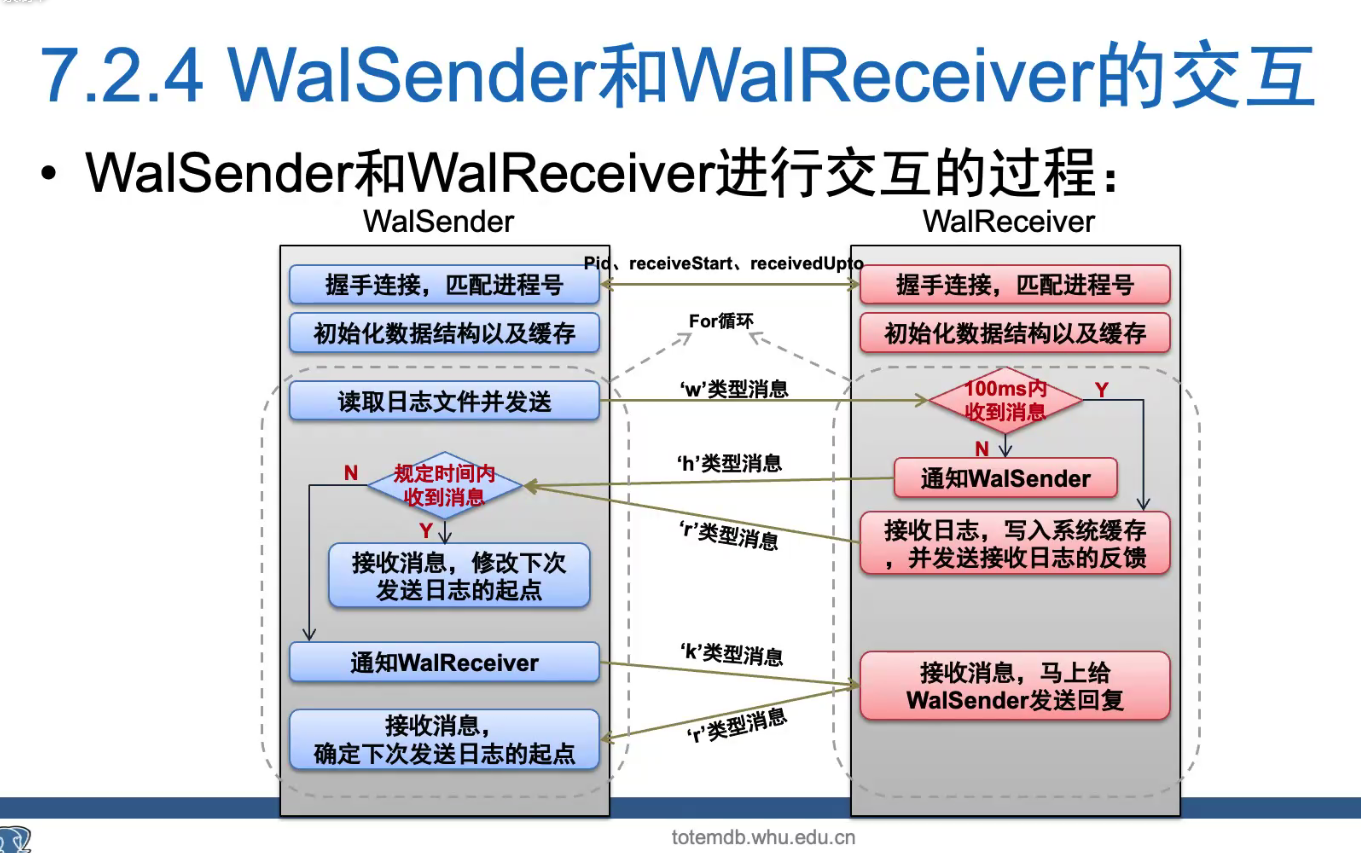 7.2.4 WalSender和WalReceiver的交互
• WalSender和WalReceiver进行交互的过程：
WalSender
WalReceiver
Pid、receiveStart、receivedUpto
握手连接，匹配进程号
握手连接，匹配进程号
初始化数据结构以及缓存
For循环
初始化数据结构以及缓存
读取日志文件并发送
‘w’类型消息
100ms内
收到消息
Y
N
通知WalSender
‘h’类型消息
N
规定时间内
收到消息
Y
‘r’类型消息
接收日志，写入系统缓存
，并发送接收日志的反馈
接收消息，修改下次
发送日志的起点
通知WalReceiver
‘k’类型消息
接收消息，马上给
WalSender发送回复
‘r’类型消息
接收消息，
确定下次发送日志的起点
totemdb.whu.edu.cn